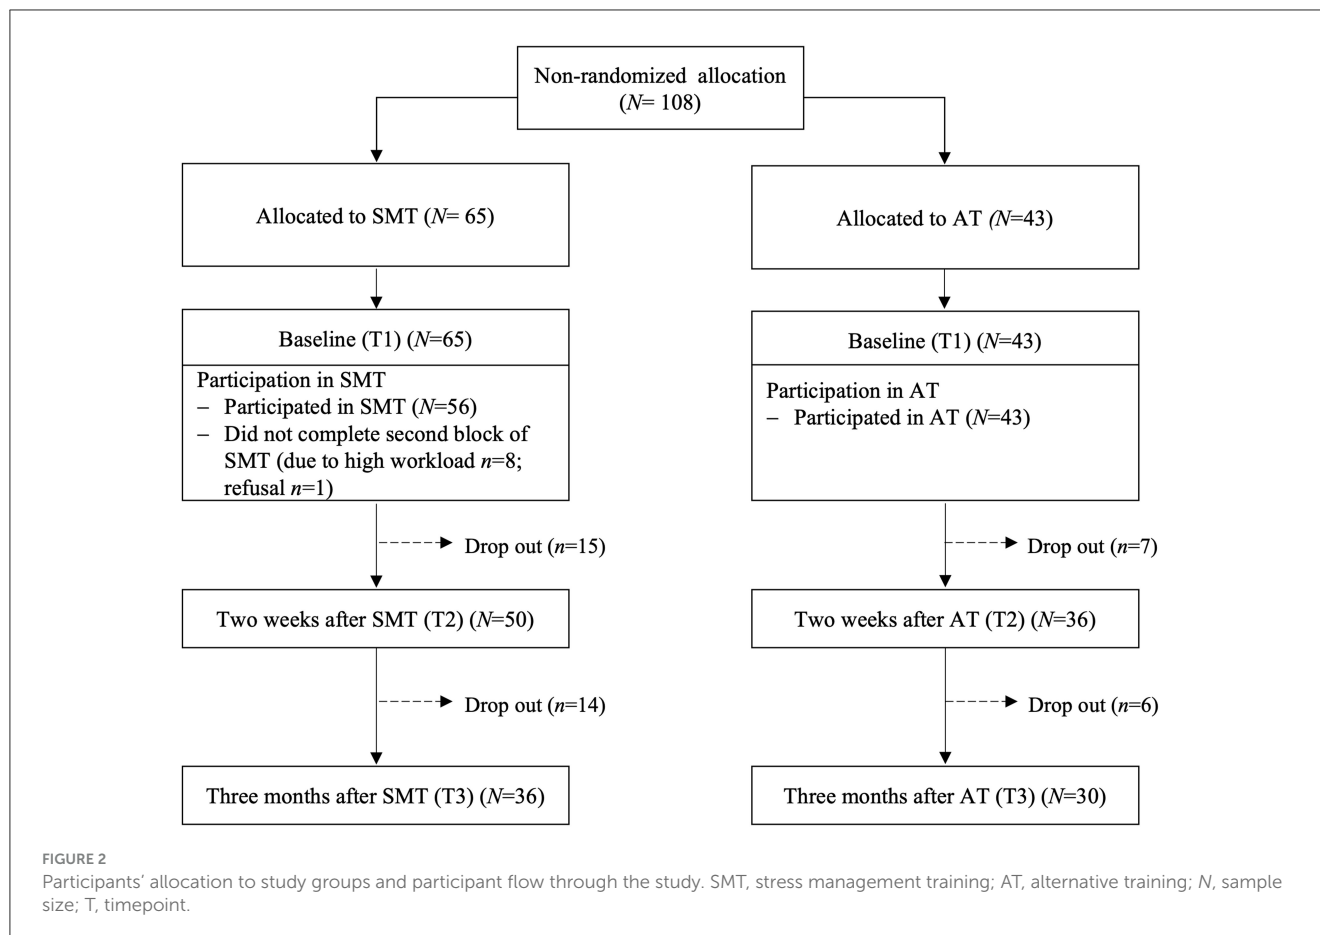 Non-randomized allocation
(N= 108)
Allocated to SMT (N= 65)
Allocated to AT (N=43)
Baseline (T1) (N=65)
Participation in SMT
– Participated in SMT (N=56)
– Did not complete second block of
SMT (due to high workload n=8;
refusal n=1)
Baseline (T1) (N=43)
Participation in AT
– Participated in AT (N=43)
Drop out (n=15)
Drop out (n=7)
Two weeks after SMT (T2) (N=50)
Two weeks after AT (T2) (N=36)
Drop out (n=14)
Drop out (n=6)
Three months after SMT (T3) (N=36)
Three months after AT (T3) (N=30)
FIGURE 2
Participants’ allocation to study groups and participant flow through the study. SMT, stress management training; AT, alternative training; N, sample
size; T, timepoint.